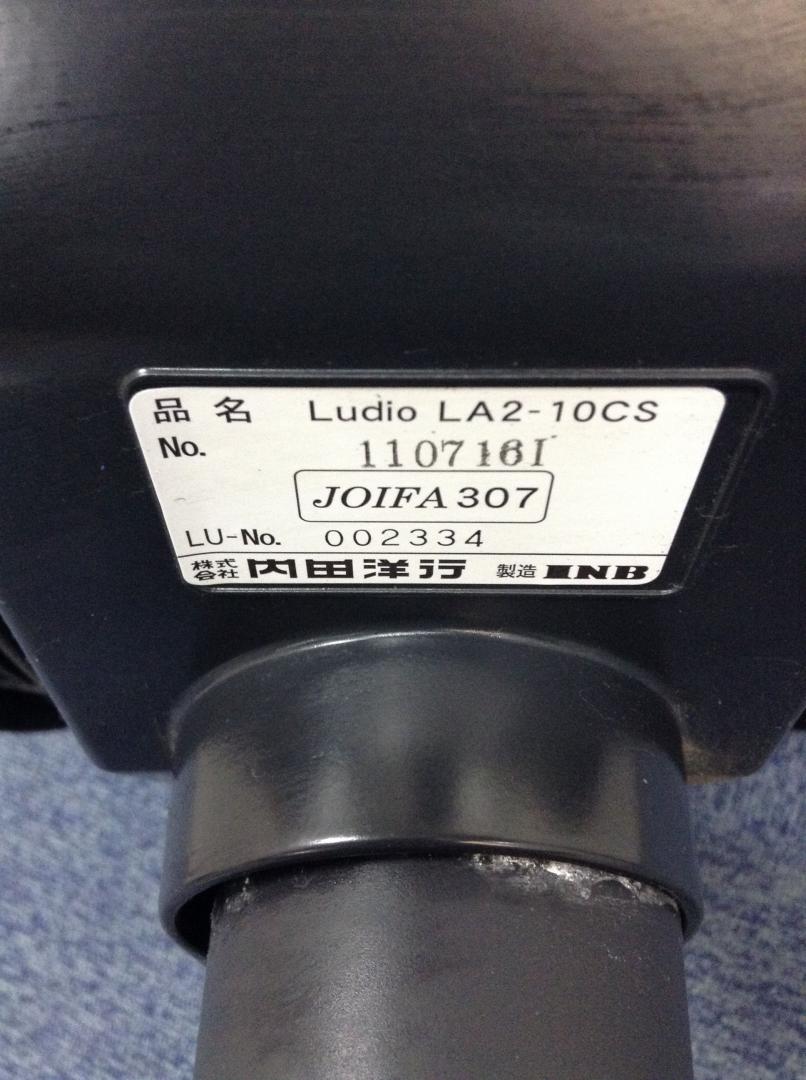 品名 Ludio LA2-10CS
No. 110716I
JOIFA 307
LU-No. 002334
株式会社 内田洋行 製造 INB